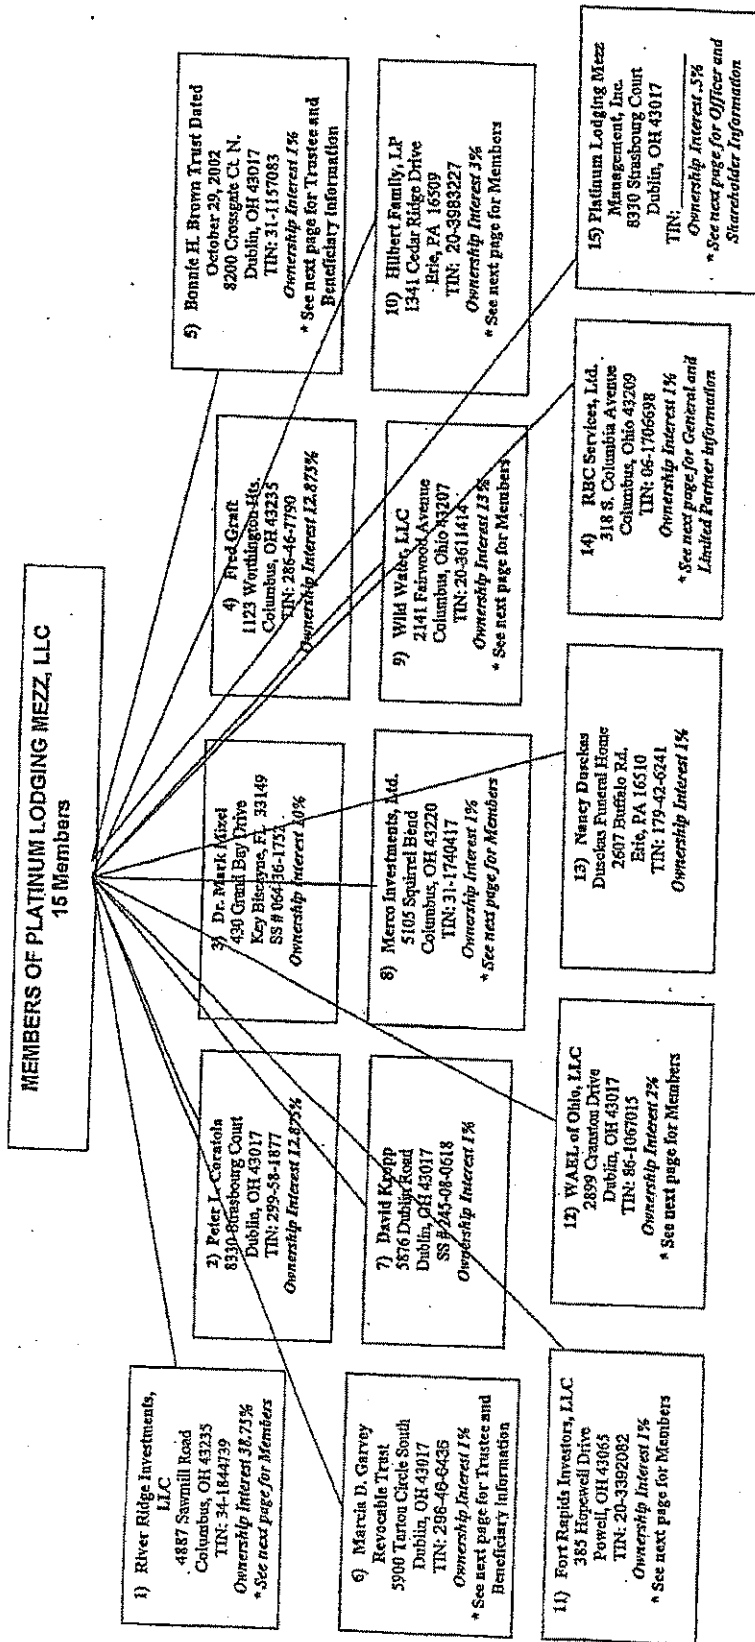 MEMBERS OF PLATINUM LODGING MEZZ, LLC
15 Members
1) River Ridge Investments,
LLC
4887 Sawmill Road
Columbus, OH 43235
TIN: 34-1844739
Ownership Interest 38.75%
* See next page for Members
2) Peter L. Coratola
8330 Strasbourg Court
Dublin, OH 43017
TIN: 299-58-1877
Ownership Interest 12.875%
3) Dr. Mark Mizel
430 Grand Bay Drive
Key Biscayne, FL 33149
SS # 064-36-1752
Ownership Interest 10%
4) Fred Graft
1123 Worthington Hts.
Columbus, OH 43235
TIN: 286-46-7790
Ownership Interest 12.875%
5) Bonnie H. Brown Trust Dated
October 29, 2002
8200 Crossgate Ct. N.
Dublin, OH 43017
TIN: 31-1157083
Ownership Interest 1%
* See next page for Trustee and
Beneficiary Information
6) Marcia D. Garvey
Revocable Trust
5900 Tarton Circle South
Dublin, OH 43017
TIN: 296-46-6436
Ownership Interest 1%
* See next page for Trustee and
Beneficiary Information
7) David Kropp
5876 Dublin Road
Dublin, OH 43017
SS # 245-08-0618
Ownership Interest 1%
8) Merco Investments, Ltd.
5105 Squirrel Bend
Columbus, OH 43220
TIN: 31-1740417
Ownership Interest 1%
* See next page for Members
9) Wild Water, LLC
2141 Fairwood Avenue
Columbus, Ohio 43207
TIN: 20-3611414
Ownership Interest 13%
* See next page for Members
10) Hilbert Family, LP
1341 Cedar Ridge Drive
Erie, PA 16509
TIN: 20-3983227
Ownership Interest 3%
* See next page for Members
11) Fort Rapids Investors, LLC
385 Hopewell Drive
Powell, OH 43065
TIN: 20-3392082
Ownership Interest 1%
* See next page for Members
12) WAEL of Ohio, LLC
2899 Cranston Drive
Dublin, OH 43017
TIN: 86-1067015
Ownership Interest 2%
* See next page for Members
13) Nancy Dusckas
Dusckas Funeral Home
2607 Buffalo Rd.
Erie, PA 16510
TIN: 179-42-6241
Ownership Interest 1%
14) RBC Services, Ltd.
318 S. Columbia Avenue
Columbus, Ohio 43209
TIN: 06-1706698
Ownership Interest 1%
* See next page for General and
Limited Partner Information
15) Platinum Lodging Mezz
Management, Inc.
8330 Strasbourg Court
Dublin, OH 43017
TIN: ________
Ownership Interest .5%
* See next page for Officer and
Shareholder Information